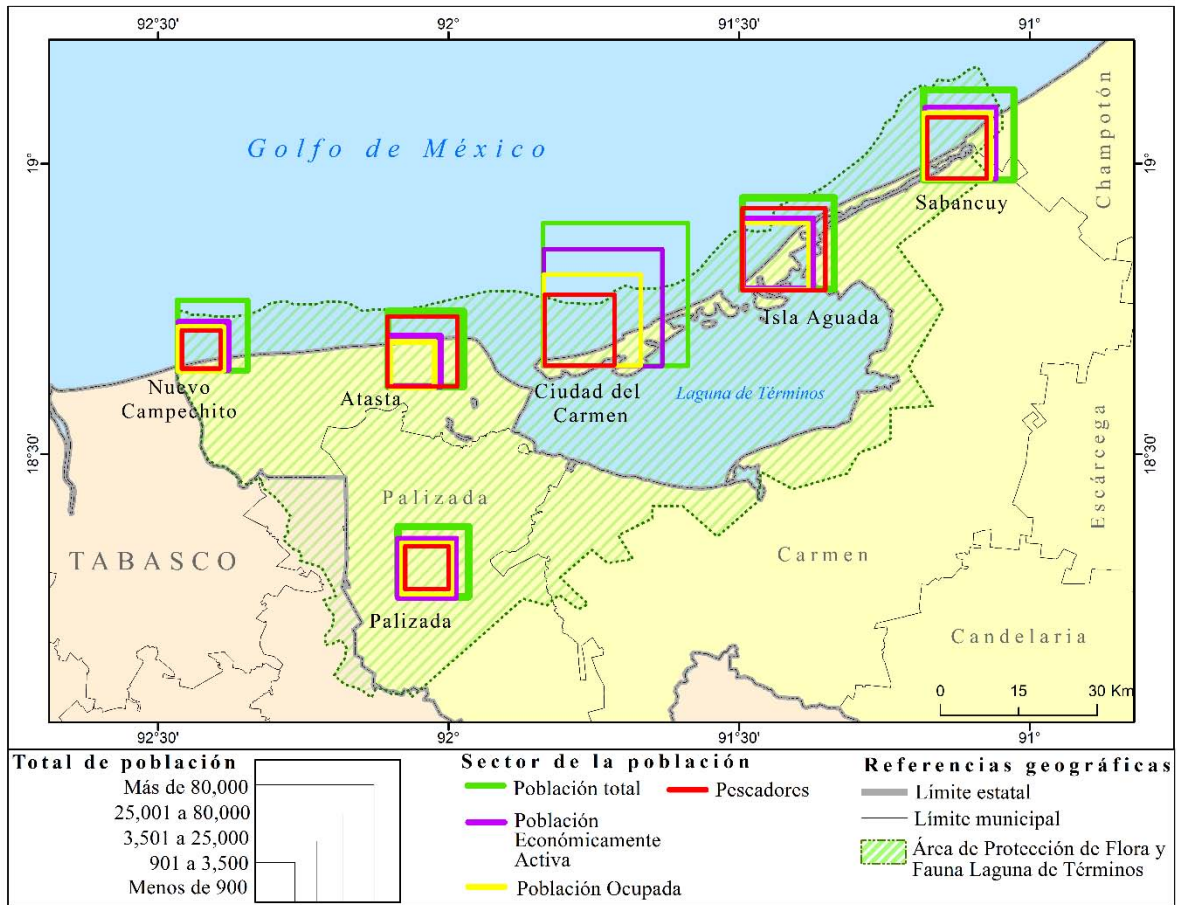 92°30'
92°
91°30'
91°
Golfo de México
19°
19°
Champotón
Sabancuy
Isla Aguada
Nuevo
Campechito
Atasta
Ciudad del
Carmen
Laguna de Términos
18°30'
18°30'
Escárcega
Palizada
TABASCO
Carmen
Palizada
Candelaria
0 15 30 Km
92°30'
92°
91°30'
91°
Total de población
Más de 80,000
25,001 a 80,000
3,501 a 25,000
901 a 3,500
Menos de 900
Sector de la población
Población total
Pescadores
Población
Económicamente
Activa
Población Ocupada
Referencias geográficas
Límite estatal
Límite municipal
Área de Protección de Flora y
Fauna Laguna de Términos